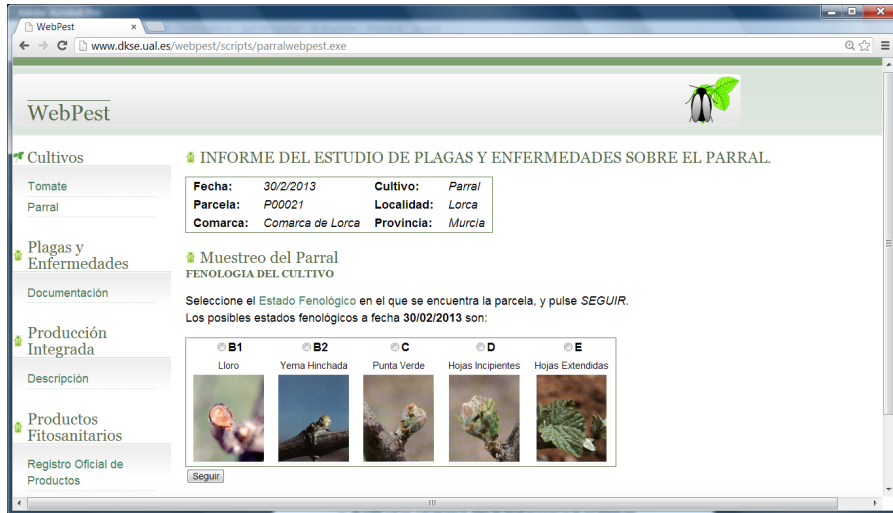 WebPest
www.dkse.ual.es/webpest/scripts/parralwebpest.exe
WebPest
Cultivos
Tomate
Parral
Plagas y
Enfermedades
Documentación
Producción
Integrada
Descripción
Productos
Fitosanitarios
Registro Oficial de
Productos
INFORME DEL ESTUDIO DE PLAGAS Y ENFERMEDADES SOBRE EL PARRAL.
Fecha: 30/2/2013 Cultivo: Parral
Parcela: P00021 Localidad: Lorca
Comarca: Comarca de Lorca Provincia: Murcia
Muestreo del Parral
FENOLOGIA DEL CULTIVO
Seleccione el Estado Fenológico en el que se encuentra la parcela, y pulse SEGUIR.
Los posibles estados fenológicos a fecha 30/02/2013 son:
B1 B2 C D E
Lloro Yema Hinchada Punta Verde Hojas Incipientes Hojas Extendidas
Seguir